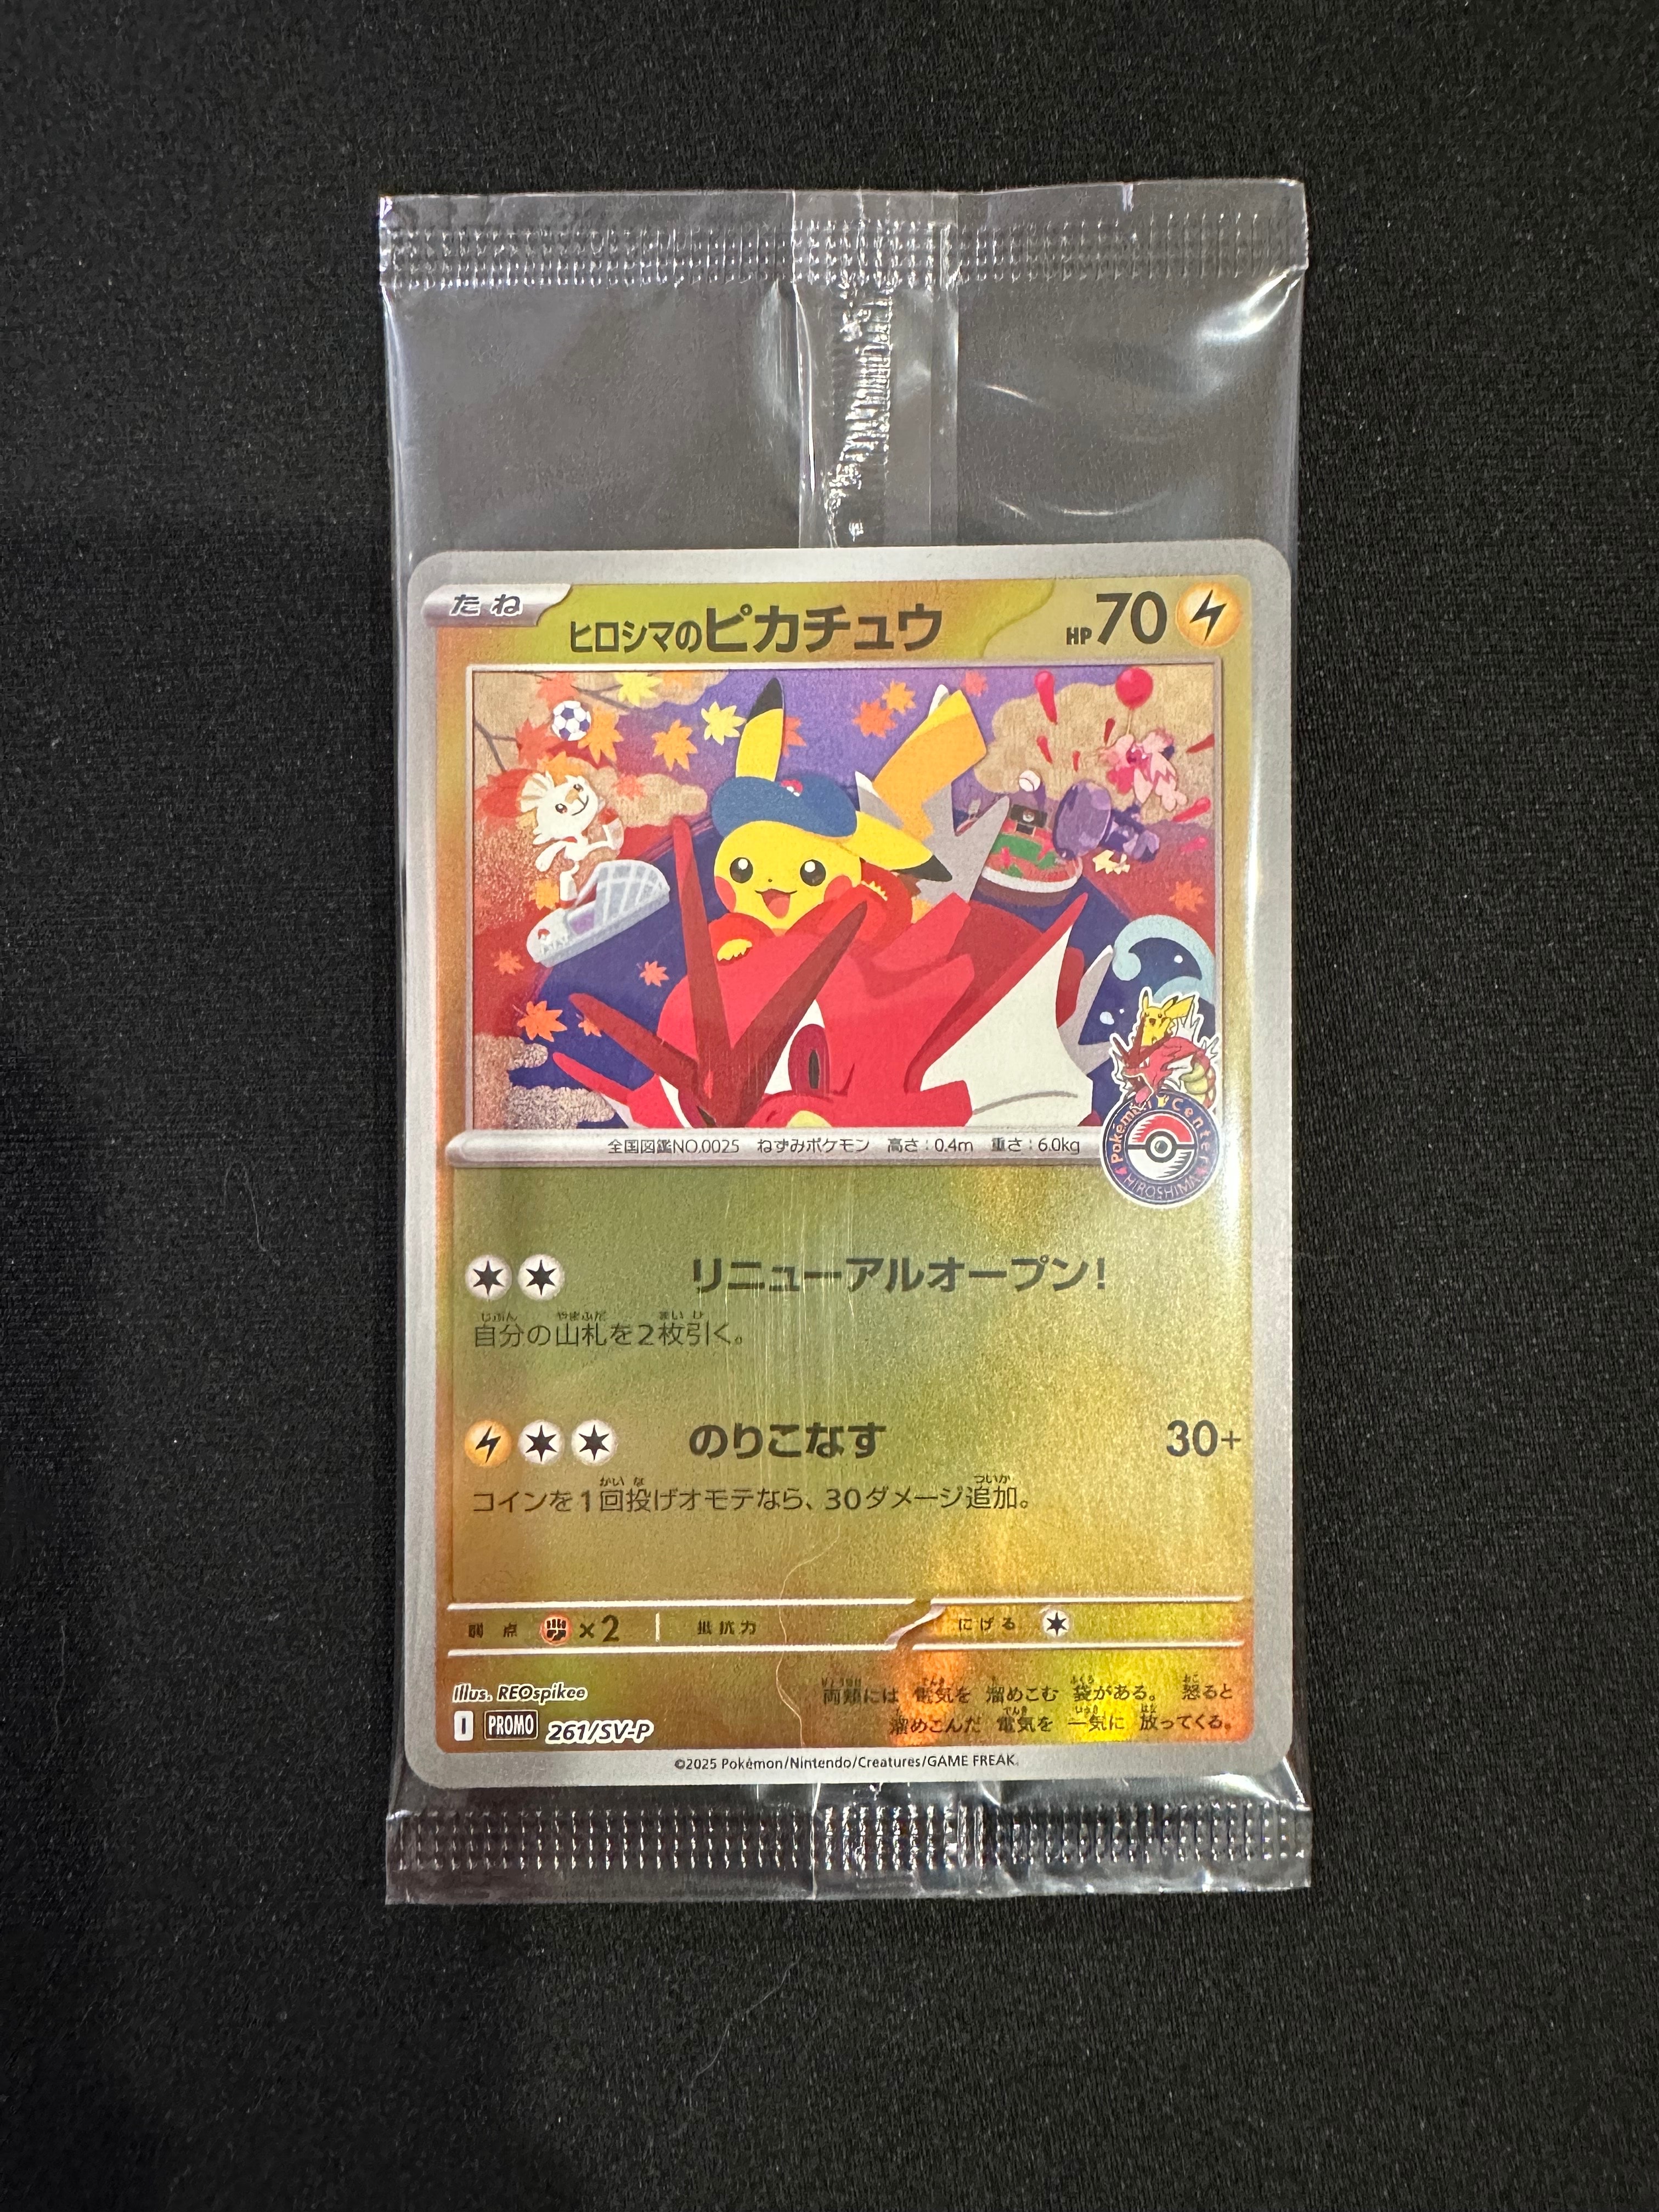 たね
ヒロシマのピカチュウ
HP70
全国図鑑NO.0025 ねずみポケモン 高さ:0.4m 重さ:6.0kg
Pokémon Center
HIROSHIMA
リニューアルオープン!
自分の山札を2枚引く。
のりこなす 30+
コインを1回投げオモテなら、30ダメージ追加。
弱点 ×2 抵抗力 にげる
Illus. REOspikee
両頬には 電気を 溜めこむ 袋がある。 怒ると
溜めこんだ 電気を 一気に 放ってくる。
I PROMO 261/SV-P
©2025 Pokémon/Nintendo/Creatures/GAME FREAK.